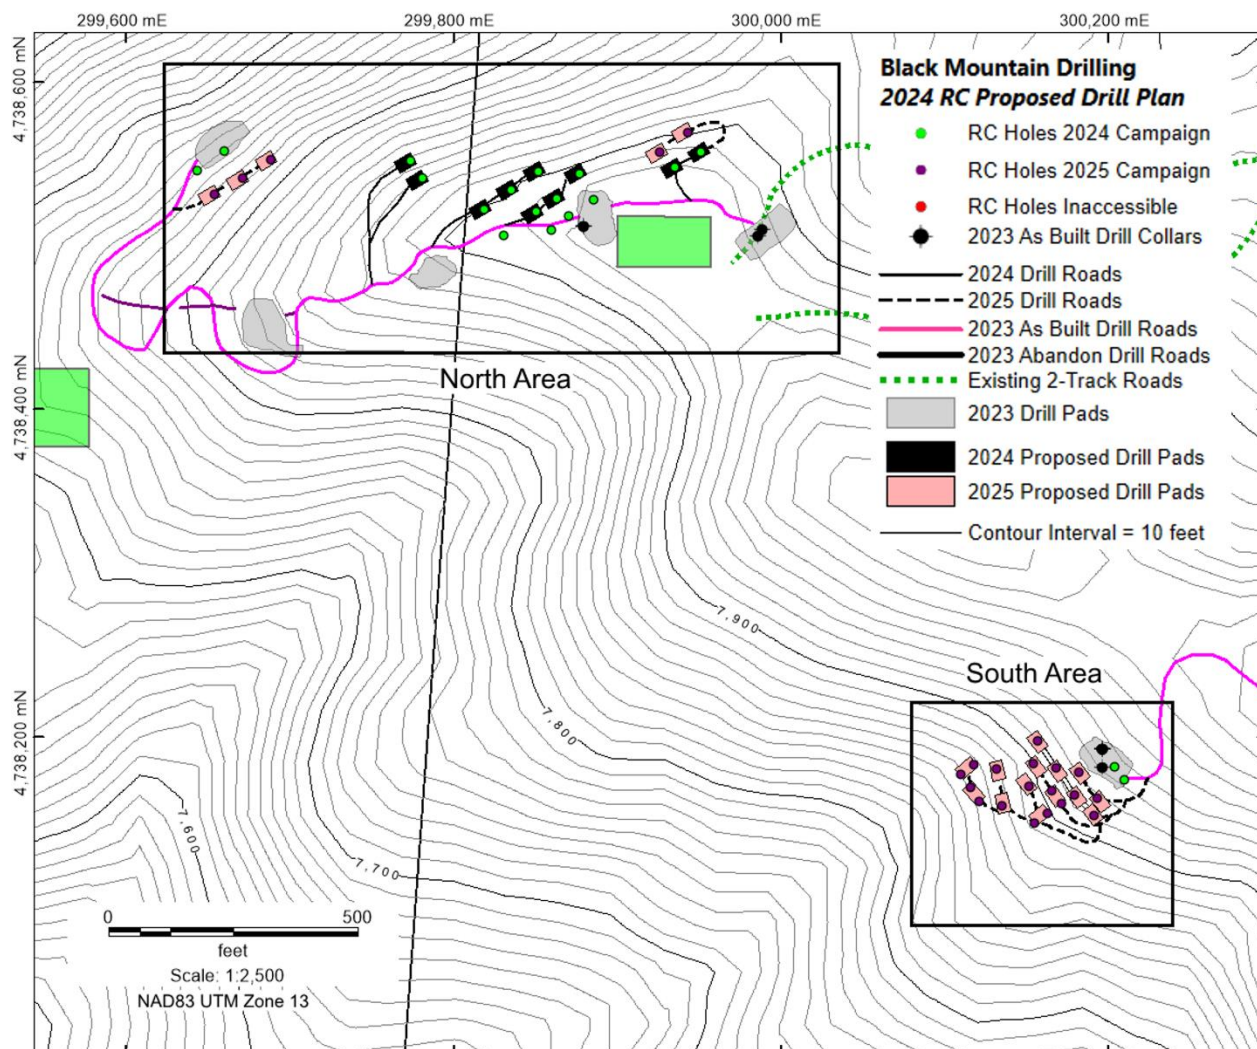 299,600 mE
299,800 mE
300,000 mE
300,200 mE
4,738,600 mN
4,738,400 mN
4,738,200 mN
Black Mountain Drilling
2024 RC Proposed Drill Plan
RC Holes 2024 Campaign
RC Holes 2025 Campaign
RC Holes Inaccessible
2023 As Built Drill Collars
2024 Drill Roads
2025 Drill Roads
2023 As Built Drill Roads
2023 Abandon Drill Roads
Existing 2-Track Roads
2023 Drill Pads
2024 Proposed Drill Pads
2025 Proposed Drill Pads
Contour Interval = 10 feet
North Area
7,900
South Area
7,800
7,600
7,700
0 500
feet
Scale: 1:2,500
NAD83 UTM Zone 13